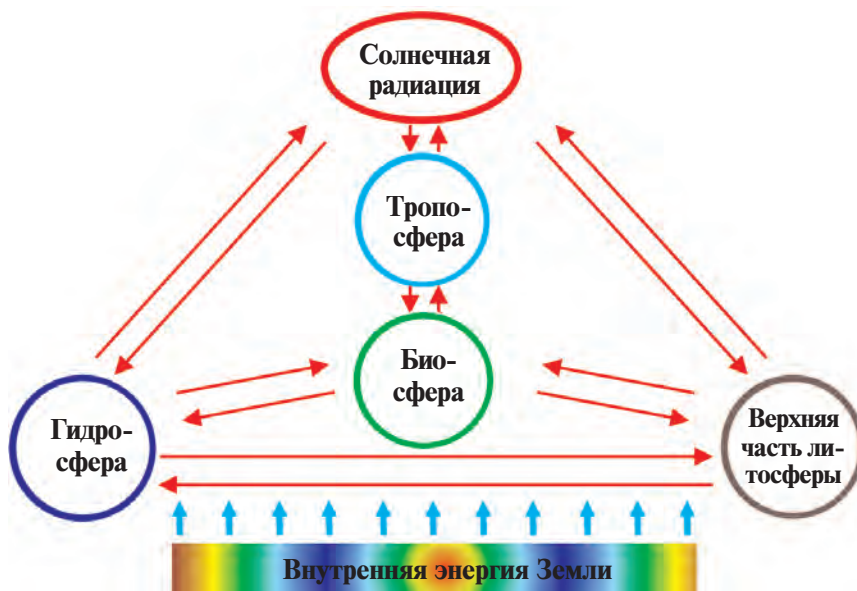 Солнечная
радиация
Тропо-
сфера
Био-
сфера
Гидро-
сфера
Верхняя
часть ли-
тосферы
Внутренняя энергия Земли